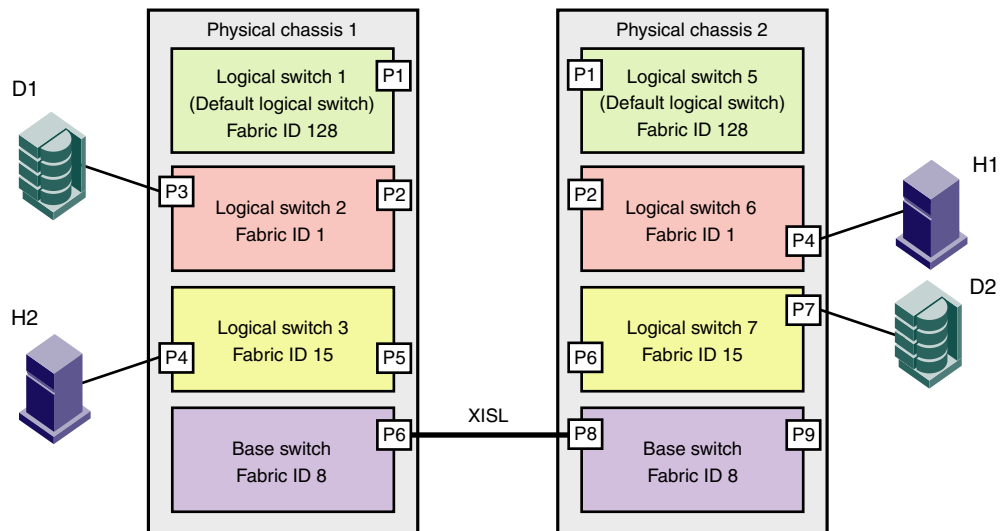 Physical chassis 1
Logical switch 1
(Default logical switch)
Fabric ID 128
P1
D1
P3
Logical switch 2
Fabric ID 1
P2
H2
P4
Logical switch 3
Fabric ID 15
P5
Base switch
Fabric ID 8
P6
XISL
Physical chassis 2
P1
Logical switch 5
(Default logical switch)
Fabric ID 128
P2
Logical switch 6
Fabric ID 1
P4
H1
P7
D2
Logical switch 7
Fabric ID 15
P6
P8
Base switch
Fabric ID 8
P9